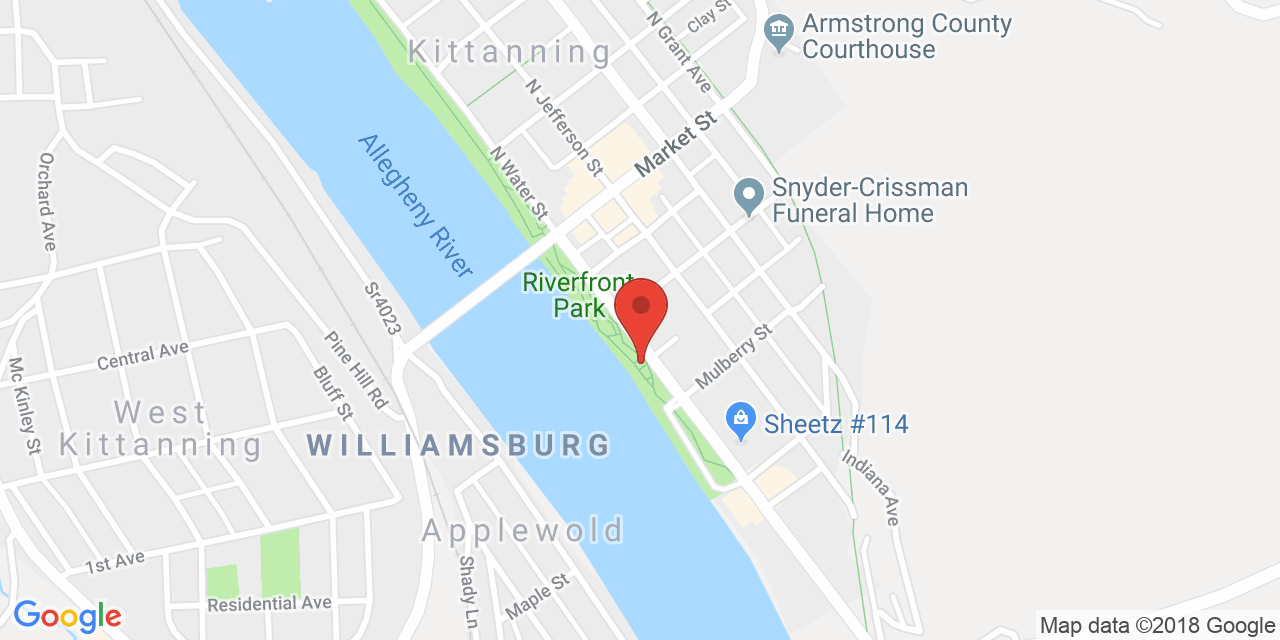 Clay St
Armstrong County
Courthouse
N Grant Ave
Kittanning
N Jefferson St
Market St
Allegheny River
N Water St
Orchard Ave
Snyder-Crissman
Funeral Home
Riverfront
Park
Sr4023
Central Ave
Pine Hill Rd
Bluff St
Mc Kinley St
Mulberry St
West
Kittanning
WILLIAMSBURG
Sheetz #114
Indiana Ave
Applewold
1st Ave
Shady Ln
Maple St
Residential Ave
Google
Map data ©2018 Google